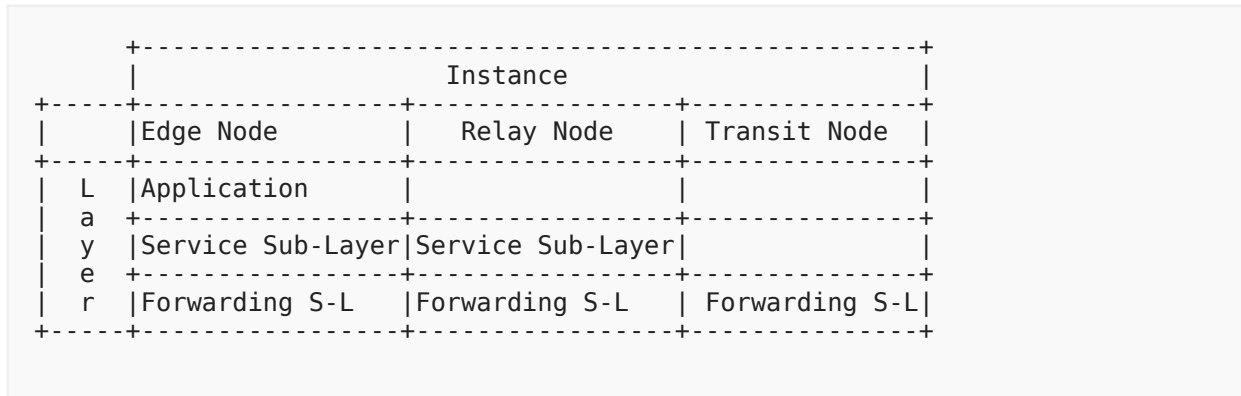 +---------------------------------------------------+
      |                    Instance                       |
+-----+-----------------+-----------------+---------------+
|     |Edge Node        |   Relay Node    | Transit Node  |
+-----+-----------------+-----------------+---------------+
|  L  |Application      |                 |               |
|  a  +-----------------+-----------------+---------------+
|  y  |Service Sub-Layer|Service Sub-Layer|               |
|  e  +-----------------+-----------------+---------------+
|  r  |Forwarding S-L   |Forwarding S-L   | Forwarding S-L|
+-----+-----------------+-----------------+---------------+